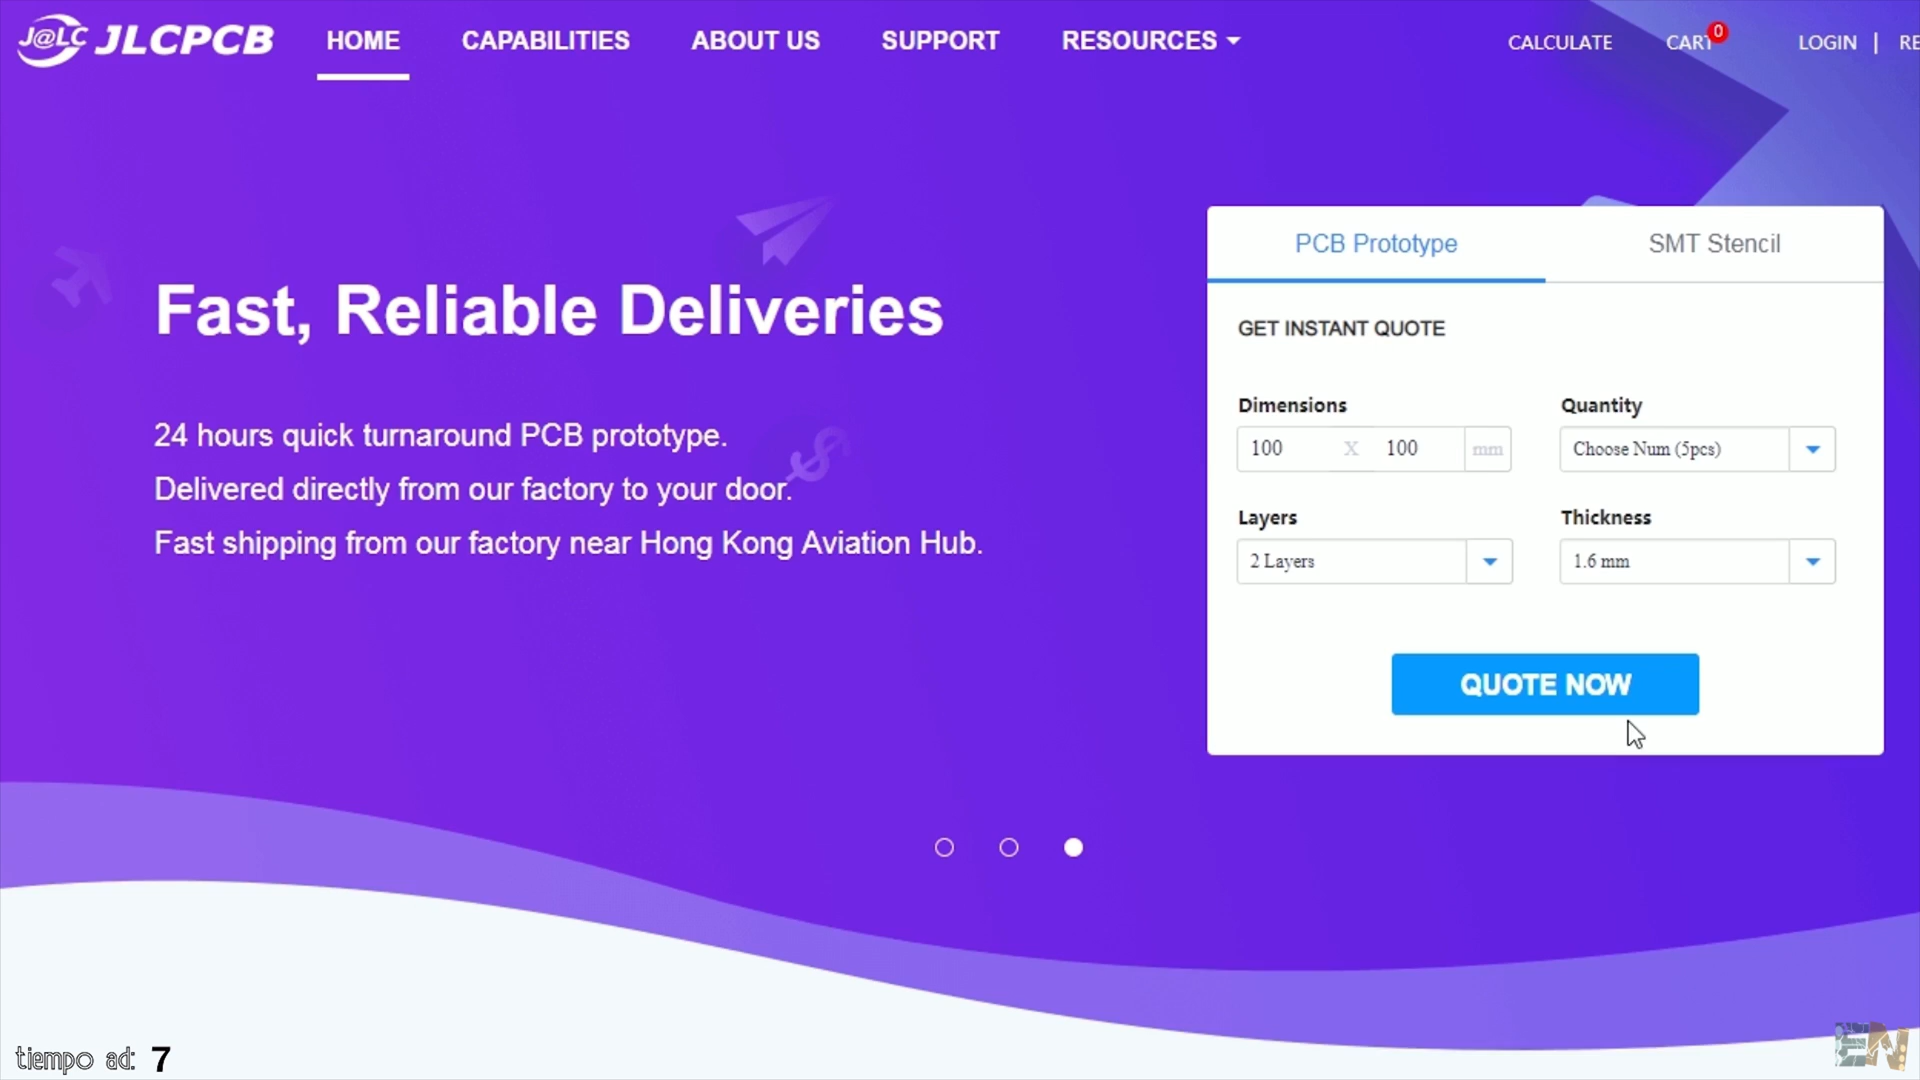 J@LC JLCPCB
HOME
CAPABILITIES
ABOUT US
SUPPORT
RESOURCES
CALCULATE
CART
0
LOGIN | RE
Fast, Reliable Deliveries
24 hours quick turnaround PCB prototype.
Delivered directly from our factory to your door.
Fast shipping from our factory near Hong Kong Aviation Hub.
PCB Prototype
SMT Stencil
GET INSTANT QUOTE
Dimensions
Quantity
100 X 100 mm
Choose Num (5pcs)
Layers
Thickness
2 Layers
1.6 mm
QUOTE NOW
tiempo ad: 7
EN